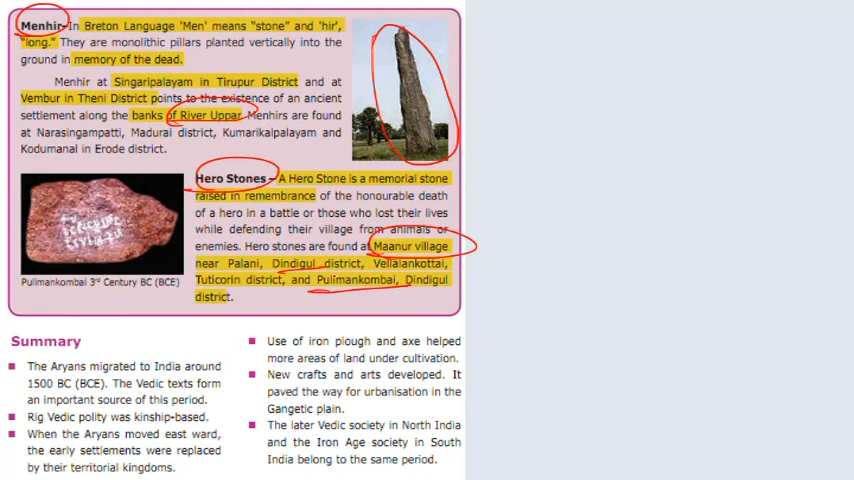 Menhir-In Breton Language 'Men' means “stone” and 'hir',
“long.” They are monolithic pillars planted vertically into the
ground in memory of the dead.
Menhir at Singaripalayam in Tirupur District and at
Vembur in Theni District points to the existence of an ancient
settlement along the banks of River Uppar. Menhirs are found
at Narasingampatti, Madurai district, Kumarikalpalayam and
Kodumanal in Erode district.
Hero Stones – A Hero Stone is a memorial stone
raised in remembrance of the honourable death
of a hero in a battle or those who lost their lives
while defending their village from animals or
enemies. Hero stones are found at Maanur village
near Palani, Dindigul district, Vellalankottai,
Tuticorin district, and Pulimankombai, Dindigul
district.
Pulimankombai 3rd Century BC (BCE)
Summary
The Aryans migrated to India around
1500 BC (BCE). The Vedic texts form
an important source of this period.
Rig Vedic polity was kinship-based.
When the Aryans moved east ward,
the early settlements were replaced
by their territorial kingdoms.
Use of iron plough and axe helped
more areas of land under cultivation.
New crafts and arts developed. It
paved the way for urbanisation in the
Gangetic plain.
The later Vedic society in North India
and the Iron Age society in South
India belong to the same period.